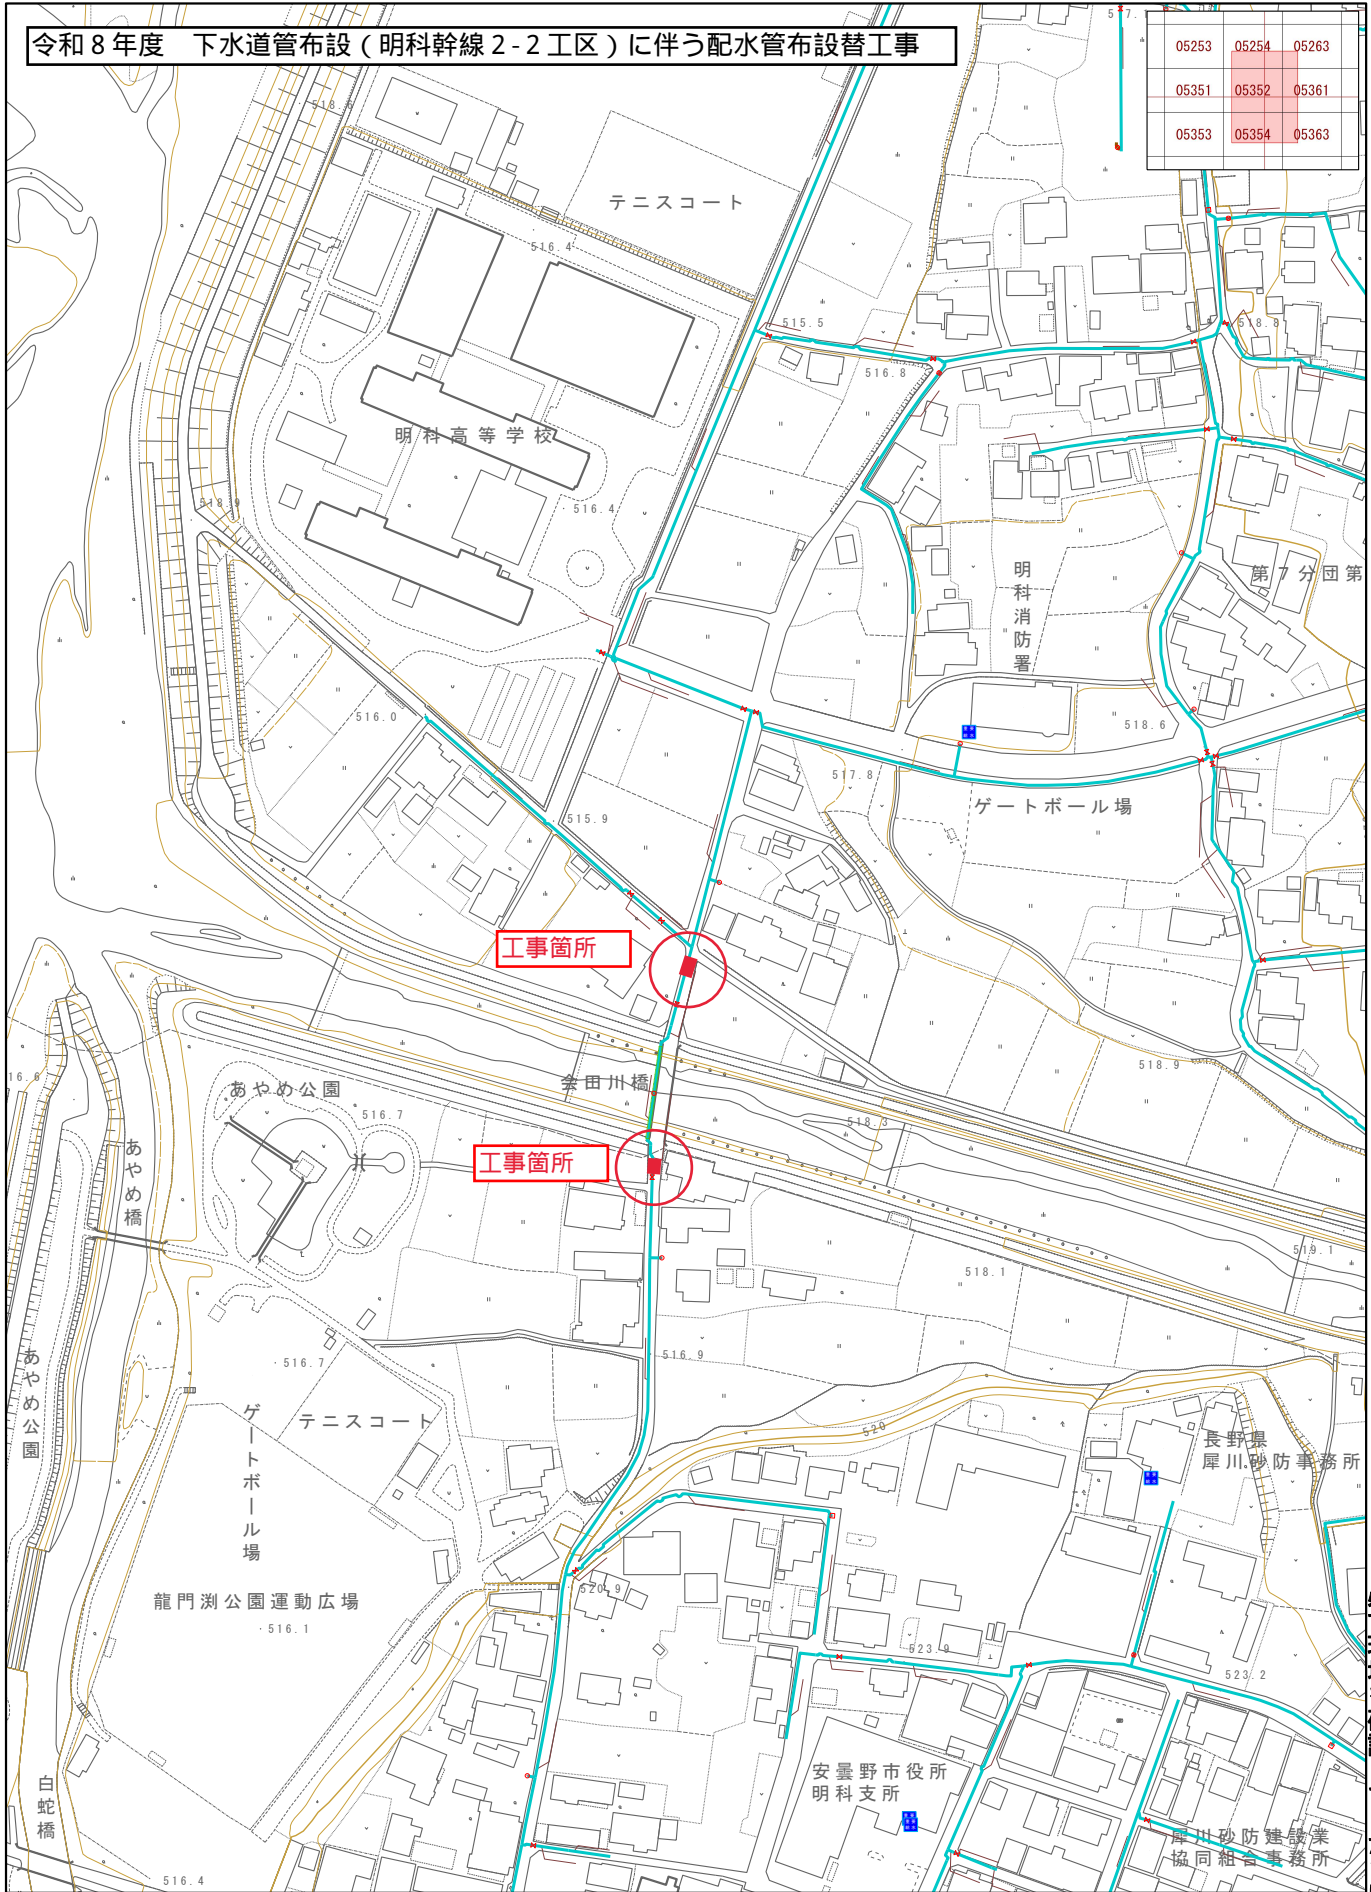 令和８年度　下水道管布設（明科幹線２-２工区）に伴う配水管布設替工事
05253 05254 05263
05351 05352 05361
05353 05354 05363
518.6
テニスコート
516.4
515.5
518.8
516.8
明科高等学校
518.9
516.4
明科消防署
第７分団第
516.0
518.6
517.8
ゲートボール場
515.9
工事箇所
518.9
会田川橋
あやめ公園
516.7
518.3
あやめ橋
工事箇所
519.1
518.1
516.9
516.7
あやめ公園
テニスコート
ゲートボール場
520
長野県
犀川砂防事務所
龍門渕公園運動広場
516.1
520.9
523.9
523.2
安曇野市役所
明科支所
白蛇橋
犀川砂防建設業
協同組合事務所
516.4